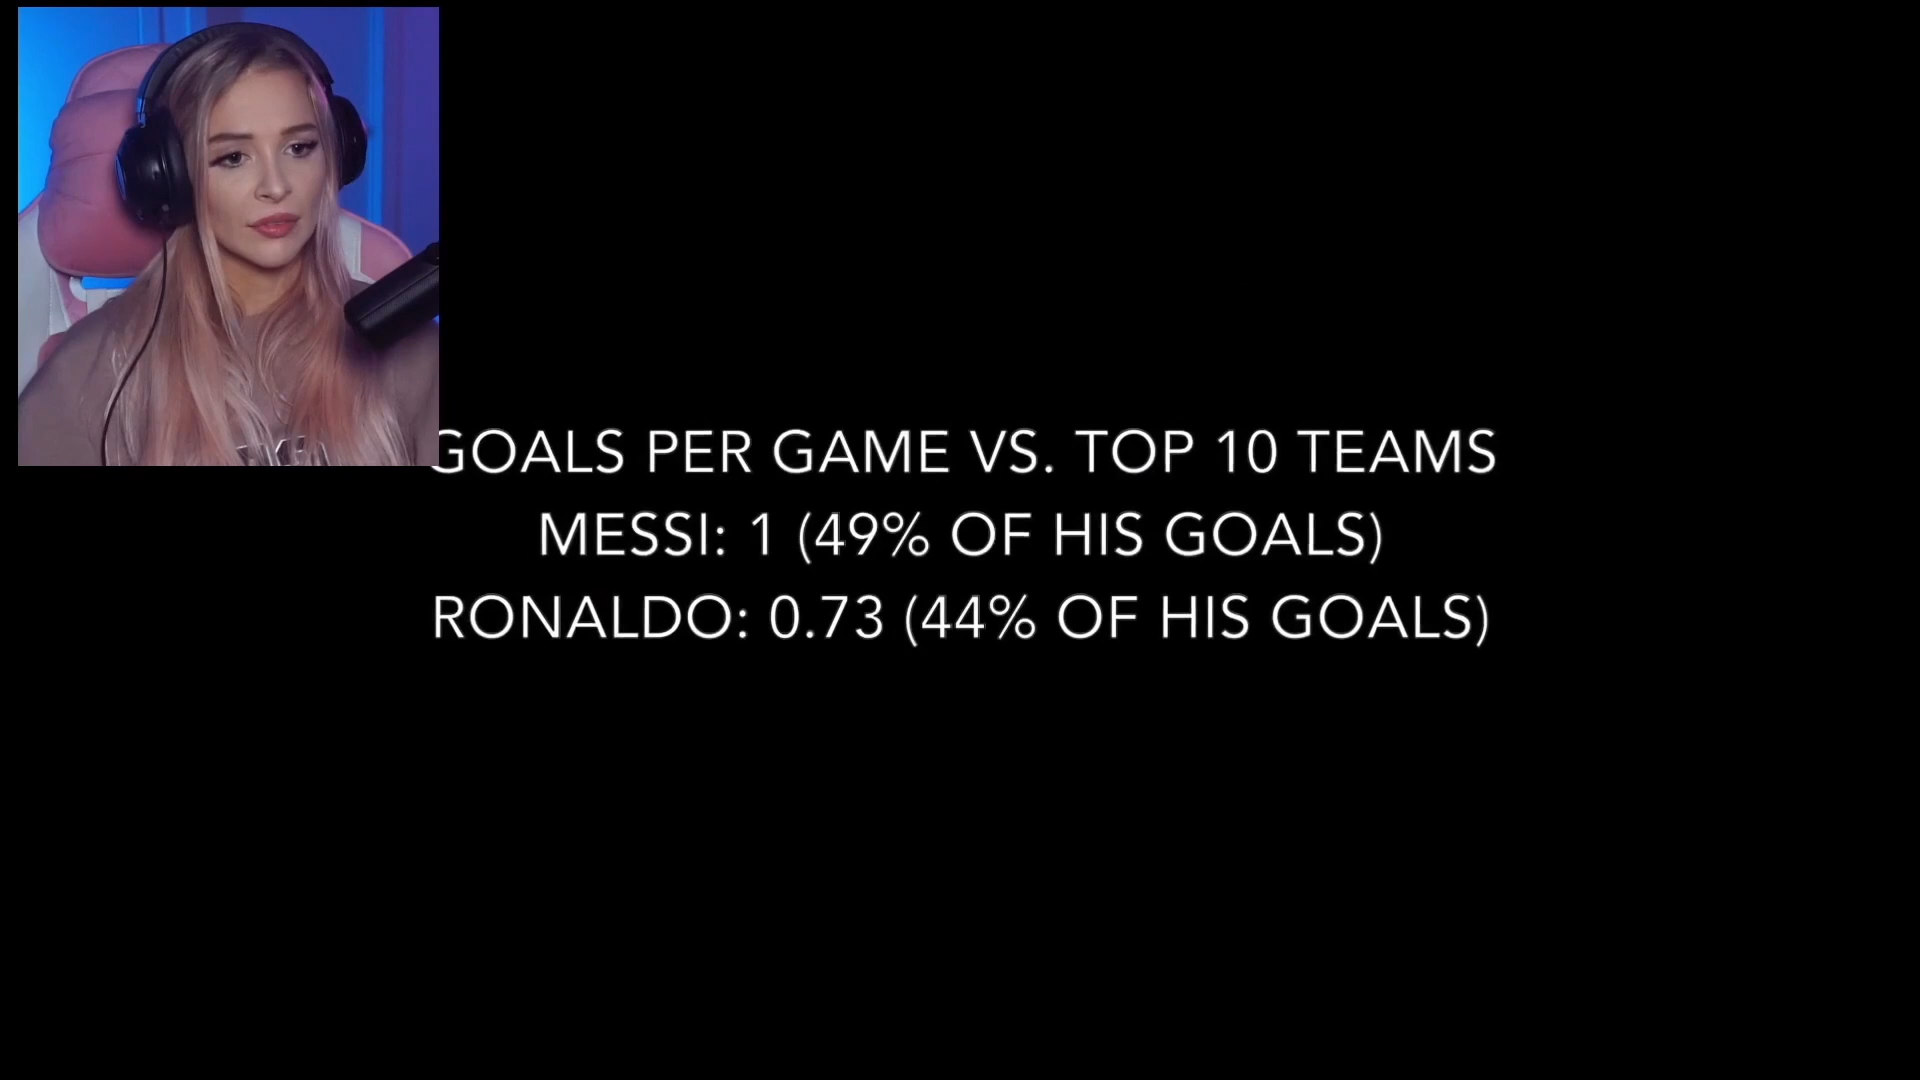 GOALS PER GAME VS. TOP 10 TEAMS
MESSI: 1 (49% OF HIS GOALS)
RONALDO: 0.73 (44% OF HIS GOALS)